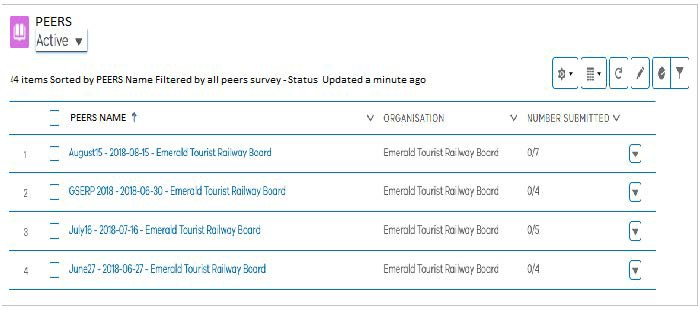 PEERS
Active
4 items Sorted by PEERS Name Filtered by all peers survey - Status Updated a minute ago
PEERS NAME ORGANISATION NUMBER SUBMITTED
1 August15 - 2018-08-15 - Emerald Tourist Railway Board Emerald Tourist Railway Board 0/7
2 GSERP 2018 - 2018-06-30 - Emerald Tourist Railway Board Emerald Tourist Railway Board 0/4
3 July16 - 2018-07-16 - Emerald Tourist Railway Board Emerald Tourist Railway Board 0/5
4 June27 - 2018-06-27 - Emerald Tourist Railway Board Emerald Tourist Railway Board 0/4